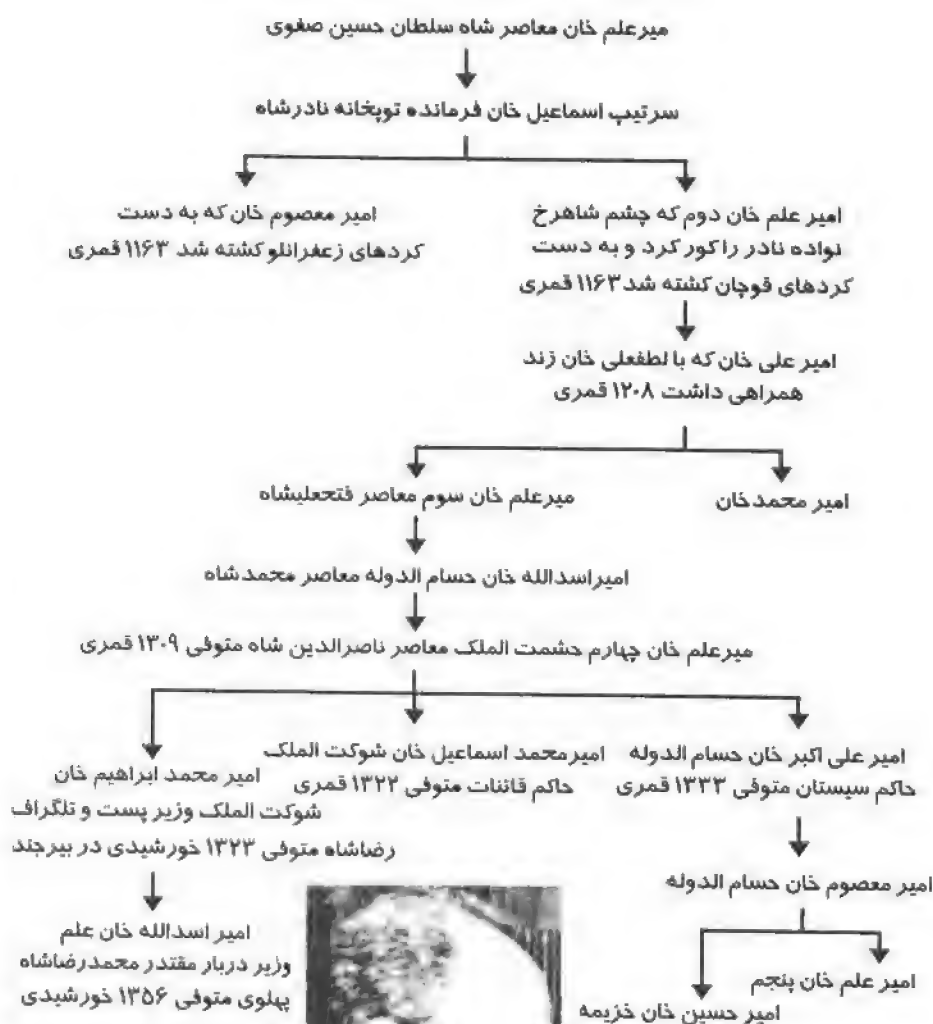 میرعلم خان معاصر شاه سلطان حسین صفوی
سرتیپ اسماعیل خان فرمانده توپخانه نادرشاه
امیر علم خان دوم که چشم شاهرخ
نواده نادر را کور کرد و به دست
کردهای قوچان کشته شد ۱۱۶۳ قمری
امیر معصوم خان که به دست
کردهای زعفرانلو کشته شد ۱۱۶۳ قمری
امیر علی خان که با لطفعلی خان زند
همراهی داشت ۱۲۰۸ قمری
امیر محمدخان
میرعلم خان سوم معاصر فتحعلیشاه
امیراسدالله خان حسام الدوله معاصر محمدشاه
میرعلم خان چهارم حشمت الملک معاصر ناصرالدین شاه متوفی ۱۳۰۹ قمری
امیر علی اکبر خان حسام الدوله
حاکم سیستان متوفی ۱۳۳۳ قمری
امیرمحمد اسماعیل خان شوکت الملک
حاکم قائنات متوفی ۱۳۲۲ قمری
امیر محمد ابراهیم خان
شوکت الملک وزیر پست و تلگراف
رضاشاه متوفی ۱۳۲۳ خورشیدی در بیرجند
امیر معصوم خان حسام الدوله
امیر اسدالله خان علم
وزیر دربار مقتدر محمدرضاشاه
پهلوی متوفی ۱۳۵۶ خورشیدی
امیر علم خان پنجم
امیر حسین خان خزیمه